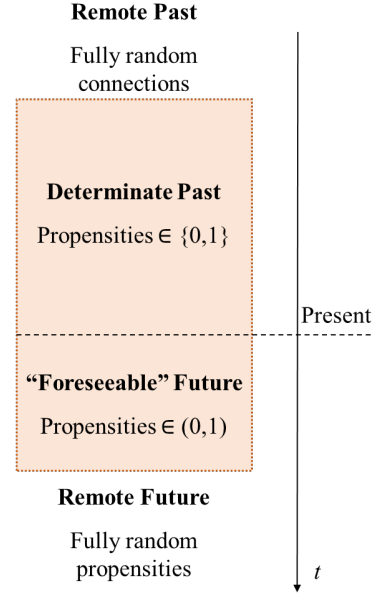 Remote Past
Fully random
connections
Determinate Past
Propensities ∈ {0,1}
Present
“Foreseeable” Future
Propensities ∈ (0,1)
Remote Future
Fully random
propensities
t